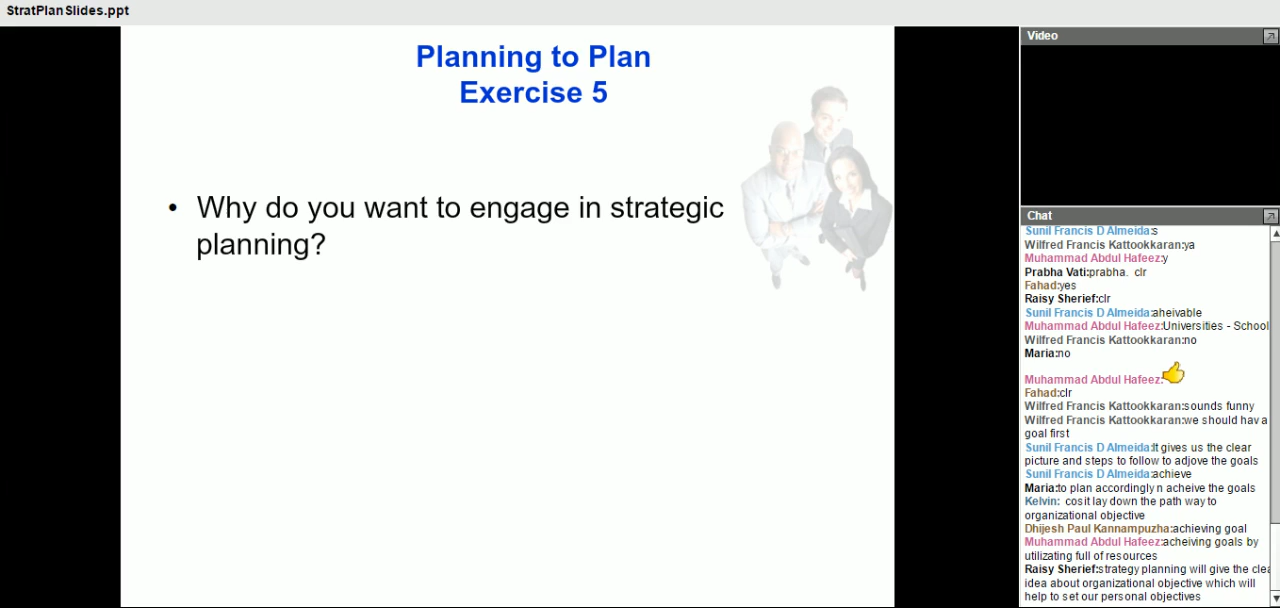 StratPlanSlides.ppt
Planning to Plan
Exercise 5
• Why do you want to engage in strategic
planning?
Video
Chat
Sunil Francis D Almeida:s
Wilfred Francis Kattookkaran:ya
Muhammad Abdul Hafeez:y
Prabha Vati:prabha. clr
Fahad:yes
Raisy Sherief:clr
Sunil Francis D Almeida:aheivable
Muhammad Abdul Hafeez:Universities - School
Wilfred Francis Kattookkaran:no
Maria:no
Muhammad Abdul Hafeez:
Fahad:clr
Wilfred Francis Kattookkaran:sounds funny
Wilfred Francis Kattookkaran:we should hav a
goal first
Sunil Francis D Almeida:It gives us the clear
picture and steps to follow to adjove the goals
Sunil Francis D Almeida:achieve
Maria:to plan accordingly n acheive the goals
Kelvin: cos it lay down the path way to
organizational objective
Dhijesh Paul Kannampuzha:achieving goal
Muhammad Abdul Hafeez:acheiving goals by
utilizating full of resources
Raisy Sherief:strategy planning will give the clea
idea about organizational objective which will
help to set our personal objectives